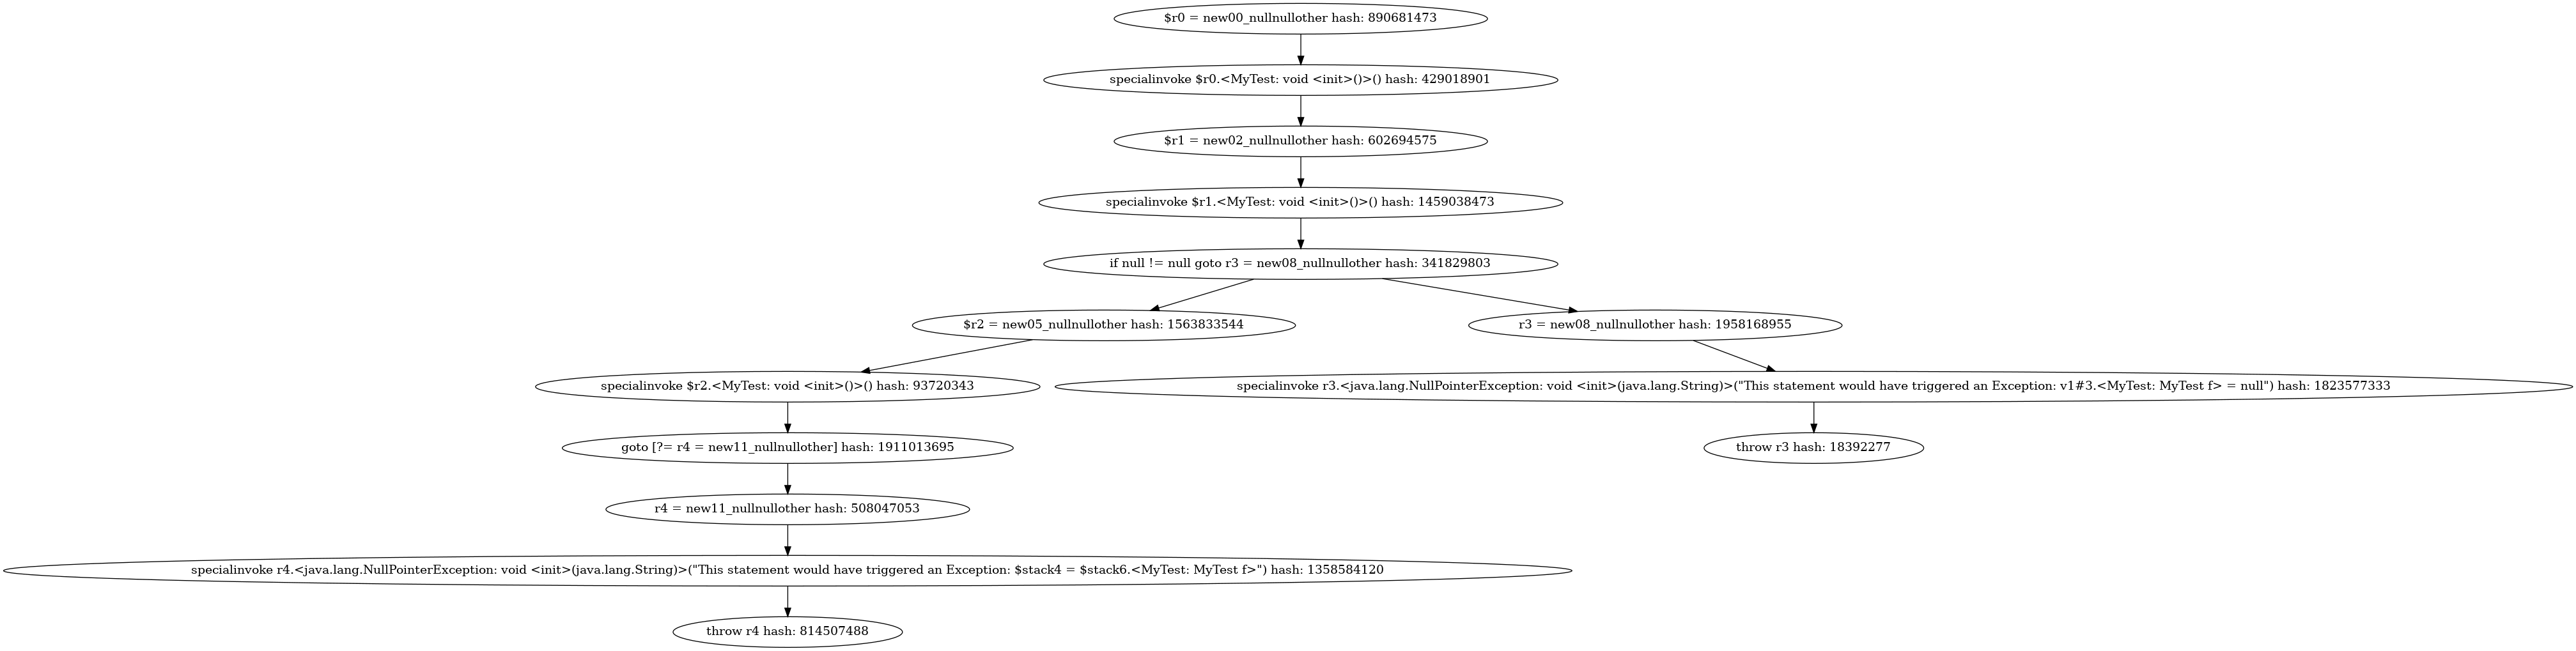 $r0 = new00_nullnullother hash: 890681473
specialinvoke $r0.<MyTest: void <init>()>() hash: 429018901
$r1 = new02_nullnullother hash: 602694575
specialinvoke $r1.<MyTest: void <init>()>() hash: 1459038473
if null != null goto r3 = new08_nullnullother hash: 341829803
$r2 = new05_nullnullother hash: 1563833544
r3 = new08_nullnullother hash: 1958168955
specialinvoke $r2.<MyTest: void <init>()>() hash: 93720343
specialinvoke r3.<java.lang.NullPointerException: void <init>(java.lang.String)>("This statement would have triggered an Exception: v1#3.<MyTest: MyTest f> = null") hash: 1823577333
goto [?= r4 = new11_nullnullother] hash: 1911013695
throw r3 hash: 18392277
r4 = new11_nullnullother hash: 508047053
specialinvoke r4.<java.lang.NullPointerException: void <init>(java.lang.String)>("This statement would have triggered an Exception: $stack4 = $stack6.<MyTest: MyTest f>") hash: 1358584120
throw r4 hash: 814507488